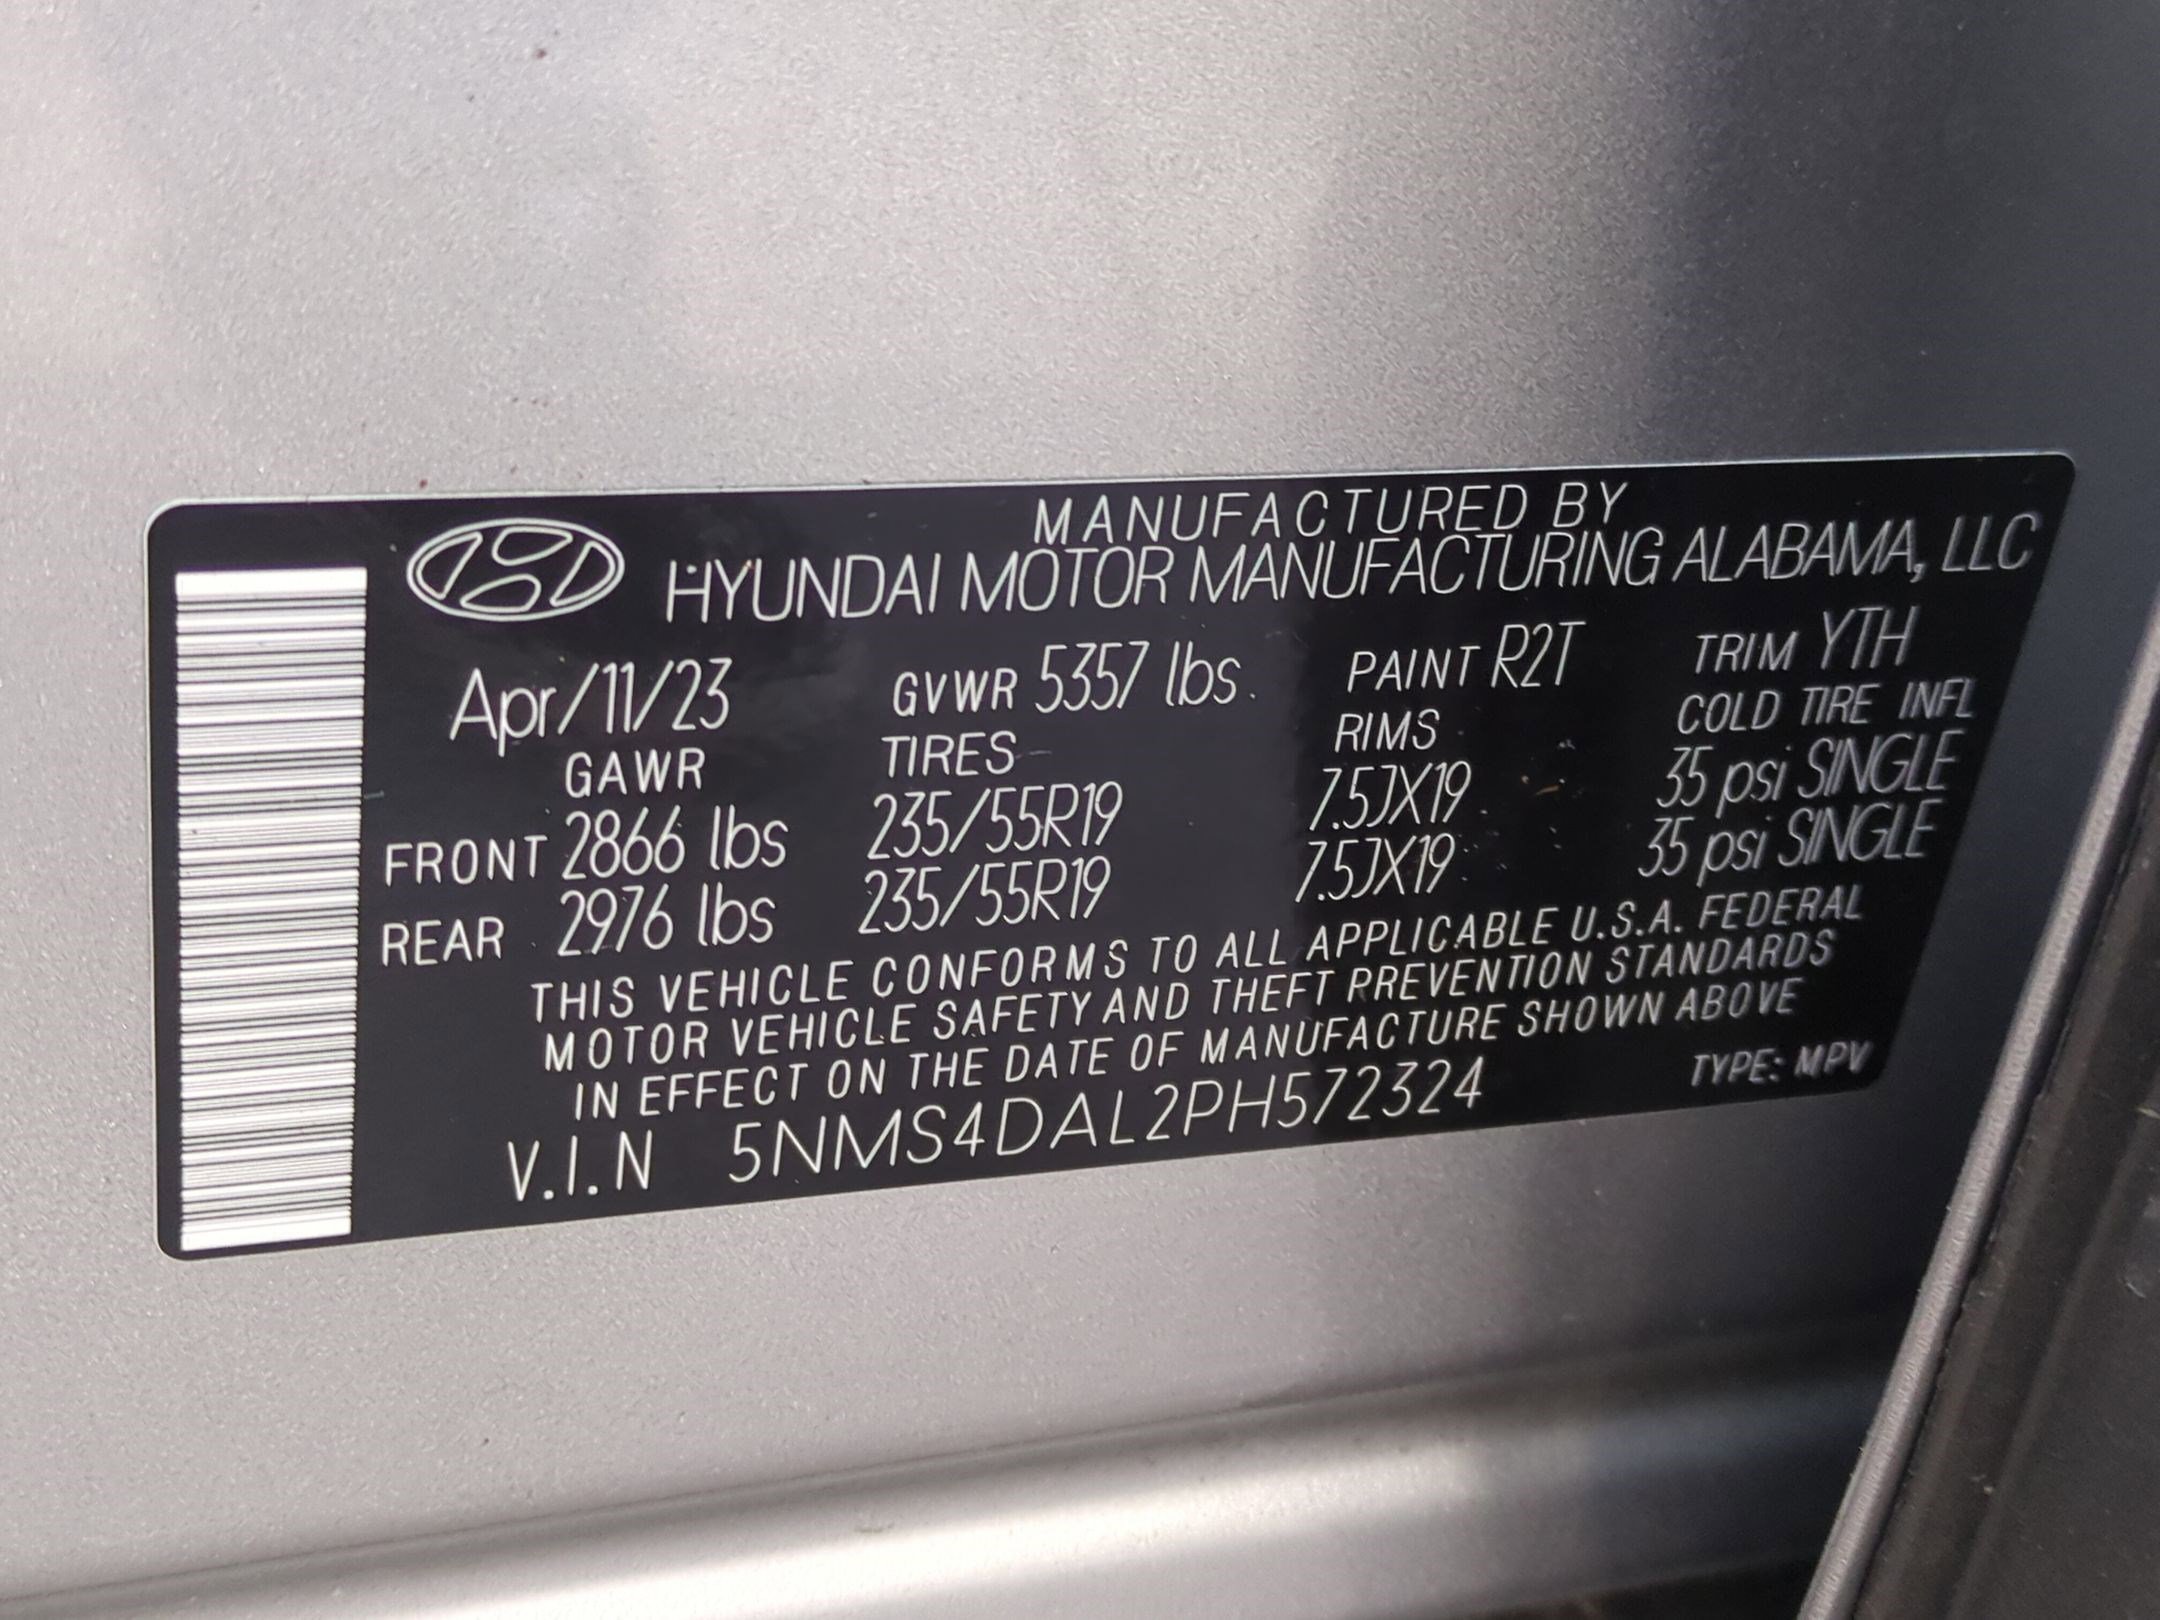 MANUFACTURED BY
HYUNDAI MOTOR MANUFACTURING ALABAMA, LLC
Apr/11/23 GVWR 5357 lbs. PAINT R2T TRIM YTH
GAWR TIRES RIMS COLD TIRE INFL
FRONT 2866 lbs 235/55R19 7.5JX19 35 psi SINGLE
REAR 2976 lbs 235/55R19 7.5JX19 35 psi SINGLE
THIS VEHICLE CONFORMS TO ALL APPLICABLE U.S.A. FEDERAL
MOTOR VEHICLE SAFETY AND THEFT PREVENTION STANDARDS
IN EFFECT ON THE DATE OF MANUFACTURE SHOWN ABOVE
V.I.N 5NMS4DAL2PH572324 TYPE: MPV